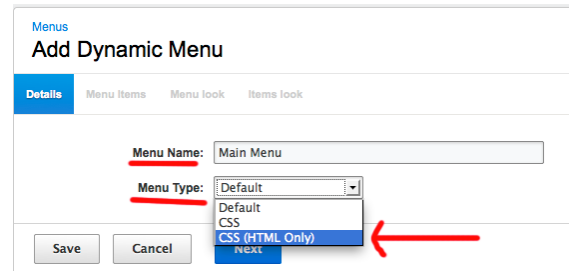 Menus
Add Dynamic Menu
Details Menu Items Menu look Items look
Menu Name: Main Menu
Menu Type: Default
Default
CSS
CSS (HTML Only)
Save Cancel Next